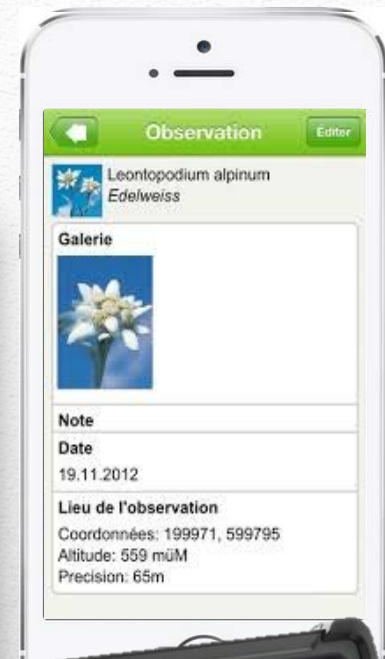 Observation
Éditer
Leontopodium alpinum
Edelweiss
Galerie
Note
Date
19.11.2012
Lieu de l'observation
Coordonnées: 199971, 599795
Altitude: 559 müM
Precision: 65m